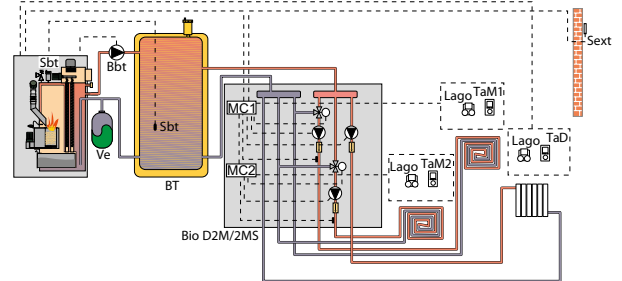 Sbt
Bbt
Sext
Sbt
Ve
BT
MC1
MC2
Lago TaM1
Lago TaD
Lago TaM2
Bio D2M/2MS